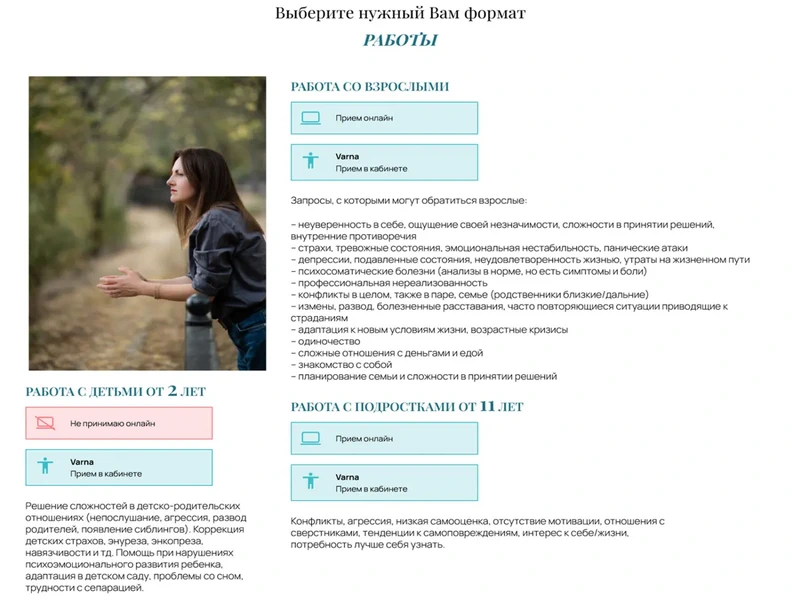 Выберите нужный Вам формат
РАБОТЫ
РАБОТА СО ВЗРОСЛЫМИ
Прием онлайн
Varna
Прием в кабинете
Запросы, с которыми могут обратиться взрослые:
– неуверенность в себе, ощущение своей незначимости, сложности в принятии решений,
внутренние противоречия
– страхи, тревожные состояния, эмоциональная нестабильность, панические атаки
– депрессии, подавленные состояния, неудовлетворенность жизнью, утраты на жизненном пути
– психосоматические болезни (анализы в норме, но есть симптомы и боли)
– профессиональная нереализованность
– конфликты в целом, также в паре, семье (родственники близкие/дальние)
– измены, развод, болезненные расставания, часто повторяющиеся ситуации приводящие к
страданиям
– адаптация к новым условиям жизни, возрастные кризисы
– одиночество
– сложные отношения с деньгами и едой
– знакомство с собой
– планирование семьи и сложности в принятии решений
РАБОТА С ДЕТЬМИ ОТ 2 ЛЕТ
Не принимаю онлайн
Varna
Прием в кабинете
Решение сложностей в детско-родительских
отношениях (непослушание, агрессия, развод
родителей, появление сиблингов). Коррекция
детских страхов, энуреза, энкопреза,
навязчивости и тд. Помощь при нарушениях
психоэмоционального развития ребенка,
адаптация в детском саду, проблемы со сном,
трудности с сепарацией.
РАБОТА С ПОДРОСТКАМИ ОТ 11 ЛЕТ
Прием онлайн
Varna
Прием в кабинете
Конфликты, агрессия, низкая самооценка, отсутствие мотивации, отношения с
сверстниками, тенденции к самоповреждениям, интерес к себе/жизни,
потребность лучше себя узнать.